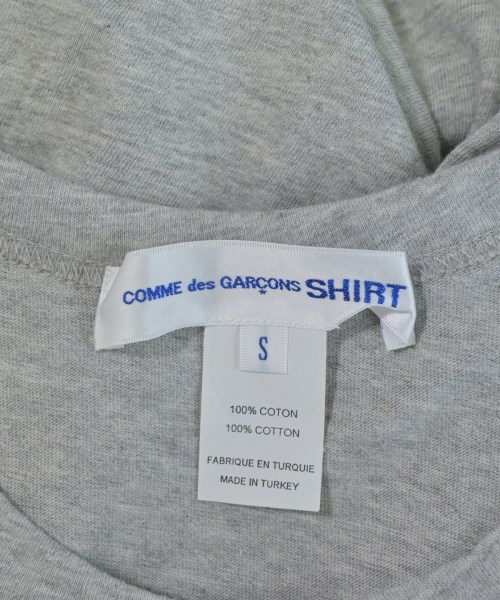 COMME des GARÇONS SHIRT
S
100% COTON
100% COTTON
FABRIQUE EN TURQUIE
MADE IN TURKEY